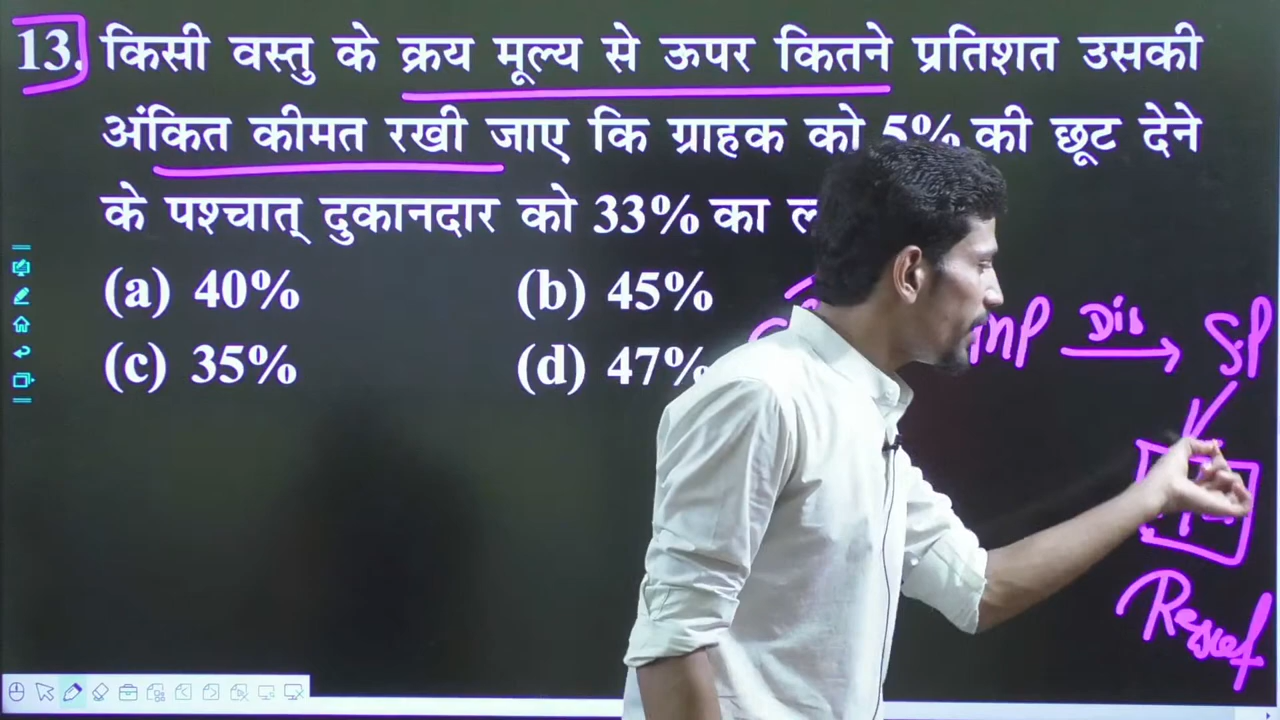 13. किसी वस्तु के क्रय मूल्य से ऊपर कितने प्रतिशत उसकी
अंकित कीमत रखी जाए कि ग्राहक को 5% की छूट देने
के पश्चात् दुकानदार को 33% का
(a) 40% (b) 45%
(c) 35% (d) 47%
MP Dis SP